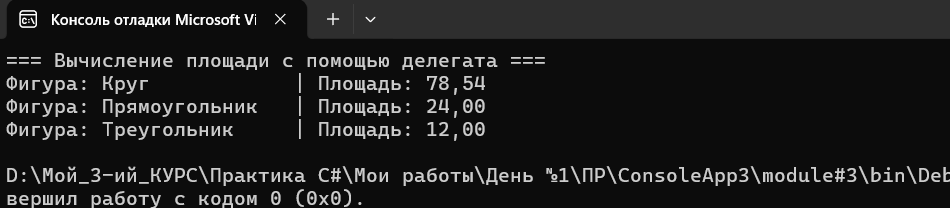 Консоль отладки Microsoft Vi
=== Вычисление площади с помощью делегата ===
Фигура: Круг | Площадь: 78,54
Фигура: Прямоугольник | Площадь: 24,00
Фигура: Треугольник | Площадь: 12,00
D:\Мой_3-ий_КУРС\Практика C#\Мои работы\День №1\ПР\ConsoleApp3\module#3\bin\Deb
вершил работу с кодом 0 (0x0).